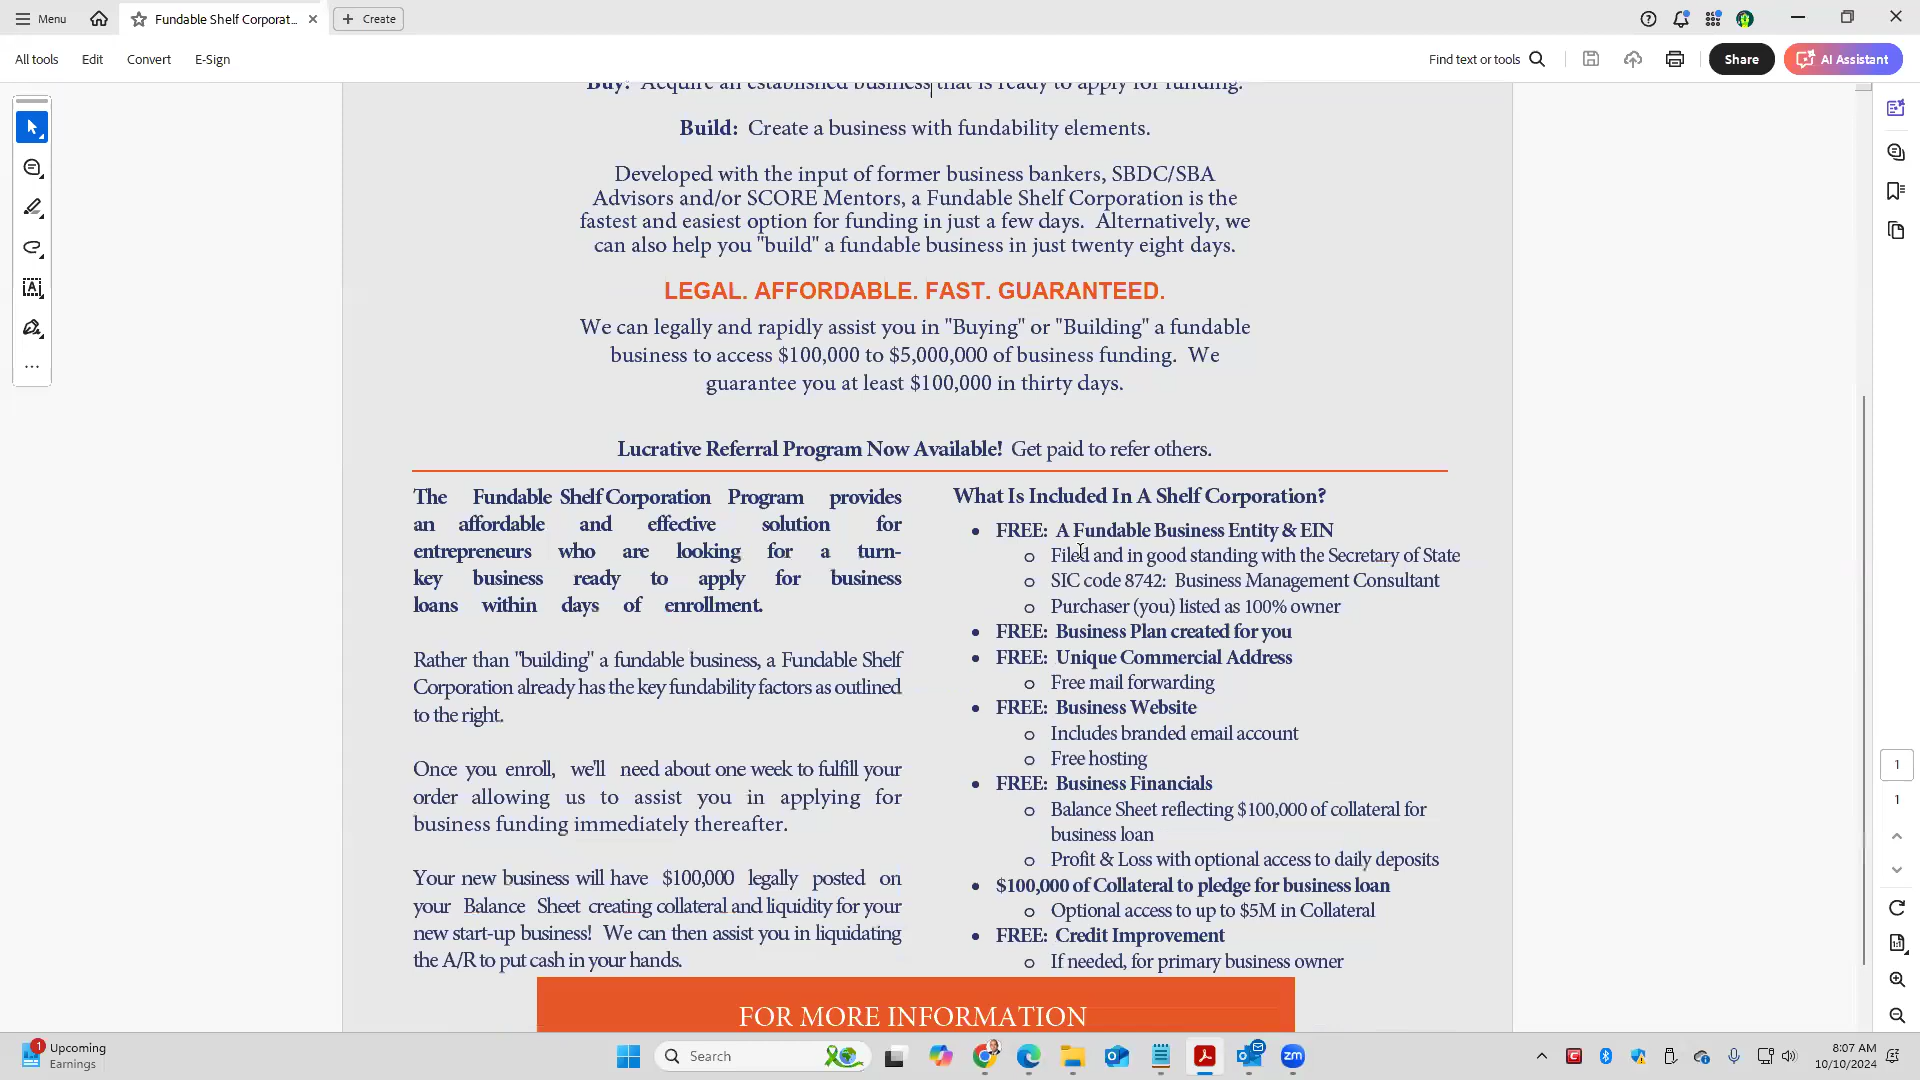 Menu
Fundable Shelf Corporat...
Create
All tools
Edit
Convert
E-Sign
Find text or tools
Share
AI Assistant
Buy: Acquire an established business that is ready to apply for funding.
Build: Create a business with fundability elements.
Developed with the input of former business bankers, SBDC/SBA
Advisors and/or SCORE Mentors, a Fundable Shelf Corporation is the
fastest and easiest option for funding in just a few days. Alternatively, we
can also help you "build" a fundable business in just twenty eight days.
LEGAL. AFFORDABLE. FAST. GUARANTEED.
We can legally and rapidly assist you in "Buying" or "Building" a fundable
business to access $100,000 to $5,000,000 of business funding. We
guarantee you at least $100,000 in thirty days.
Lucrative Referral Program Now Available! Get paid to refer others.
The Fundable Shelf Corporation Program provides
an affordable and effective solution for
entrepreneurs who are looking for a turn-
key business ready to apply for business
loans within days of enrollment.
Rather than "building" a fundable business, a Fundable Shelf
Corporation already has the key fundability factors as outlined
to the right.
Once you enroll, we'll need about one week to fulfill your
order allowing us to assist you in applying for
business funding immediately thereafter.
Your new business will have $100,000 legally posted on
your Balance Sheet creating collateral and liquidity for your
new start-up business! We can then assist you in liquidating
the A/R to put cash in your hands.
What Is Included In A Shelf Corporation?
• FREE: A Fundable Business Entity & EIN
o Filed and in good standing with the Secretary of State
o SIC code 8742: Business Management Consultant
o Purchaser (you) listed as 100% owner
• FREE: Business Plan created for you
• FREE: Unique Commercial Address
o Free mail forwarding
• FREE: Business Website
o Includes branded email account
o Free hosting
• FREE: Business Financials
o Balance Sheet reflecting $100,000 of collateral for
business loan
o Profit & Loss with optional access to daily deposits
• $100,000 of Collateral to pledge for business loan
o Optional access to up to $5M in Collateral
• FREE: Credit Improvement
o If needed, for primary business owner
FOR MORE INFORMATION
1
1
1
Upcoming
Earnings
Search
zm
8:07 AM
10/10/2024